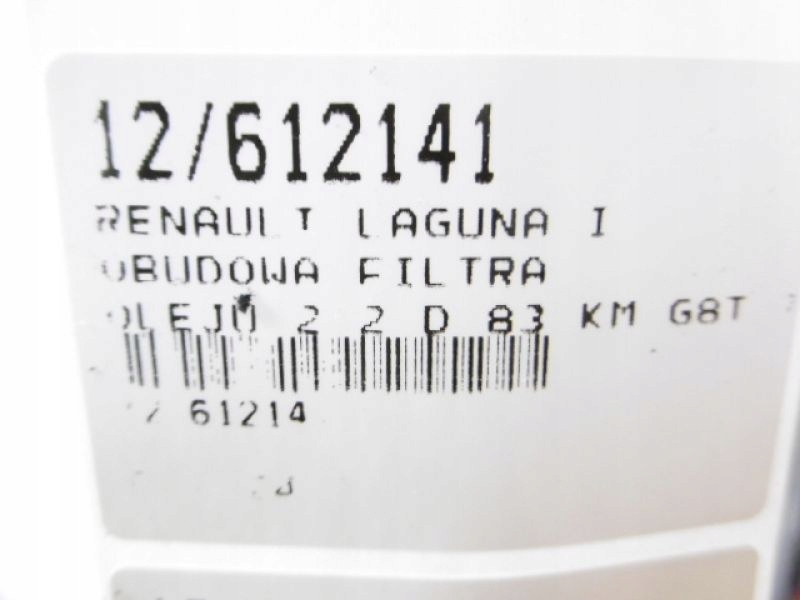 12/612141
RENAULT LAGUNA I
OBUDOWA FILTRA
OLEJU 2 2 D 83 KM G8T
61214